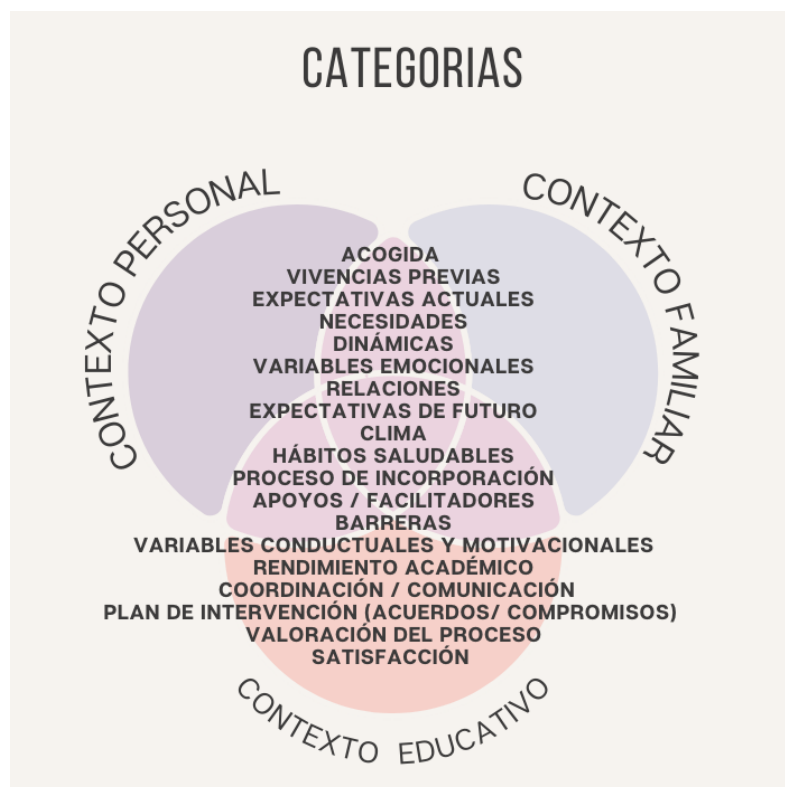 CATEGORIAS
CONTEXTO PERSONAL
CONTEXTO FAMILIAR
ACOGIDA
VIVENCIAS PREVIAS
EXPECTATIVAS ACTUALES
NECESIDADES
DINÁMICAS
VARIABLES EMOCIONALES
RELACIONES
EXPECTATIVAS DE FUTURO
CLIMA
HÁBITOS SALUDABLES
PROCESO DE INCORPORACIÓN
APOYOS / FACILITADORES
BARRERAS
VARIABLES CONDUCTUALES Y MOTIVACIONALES
RENDIMIENTO ACADÉMICO
COORDINACIÓN / COMUNICACIÓN
PLAN DE INTERVENCIÓN (ACUERDOS/ COMPROMISOS)
VALORACIÓN DEL PROCESO
SATISFACCIÓN
CONTEXTO EDUCATIVO